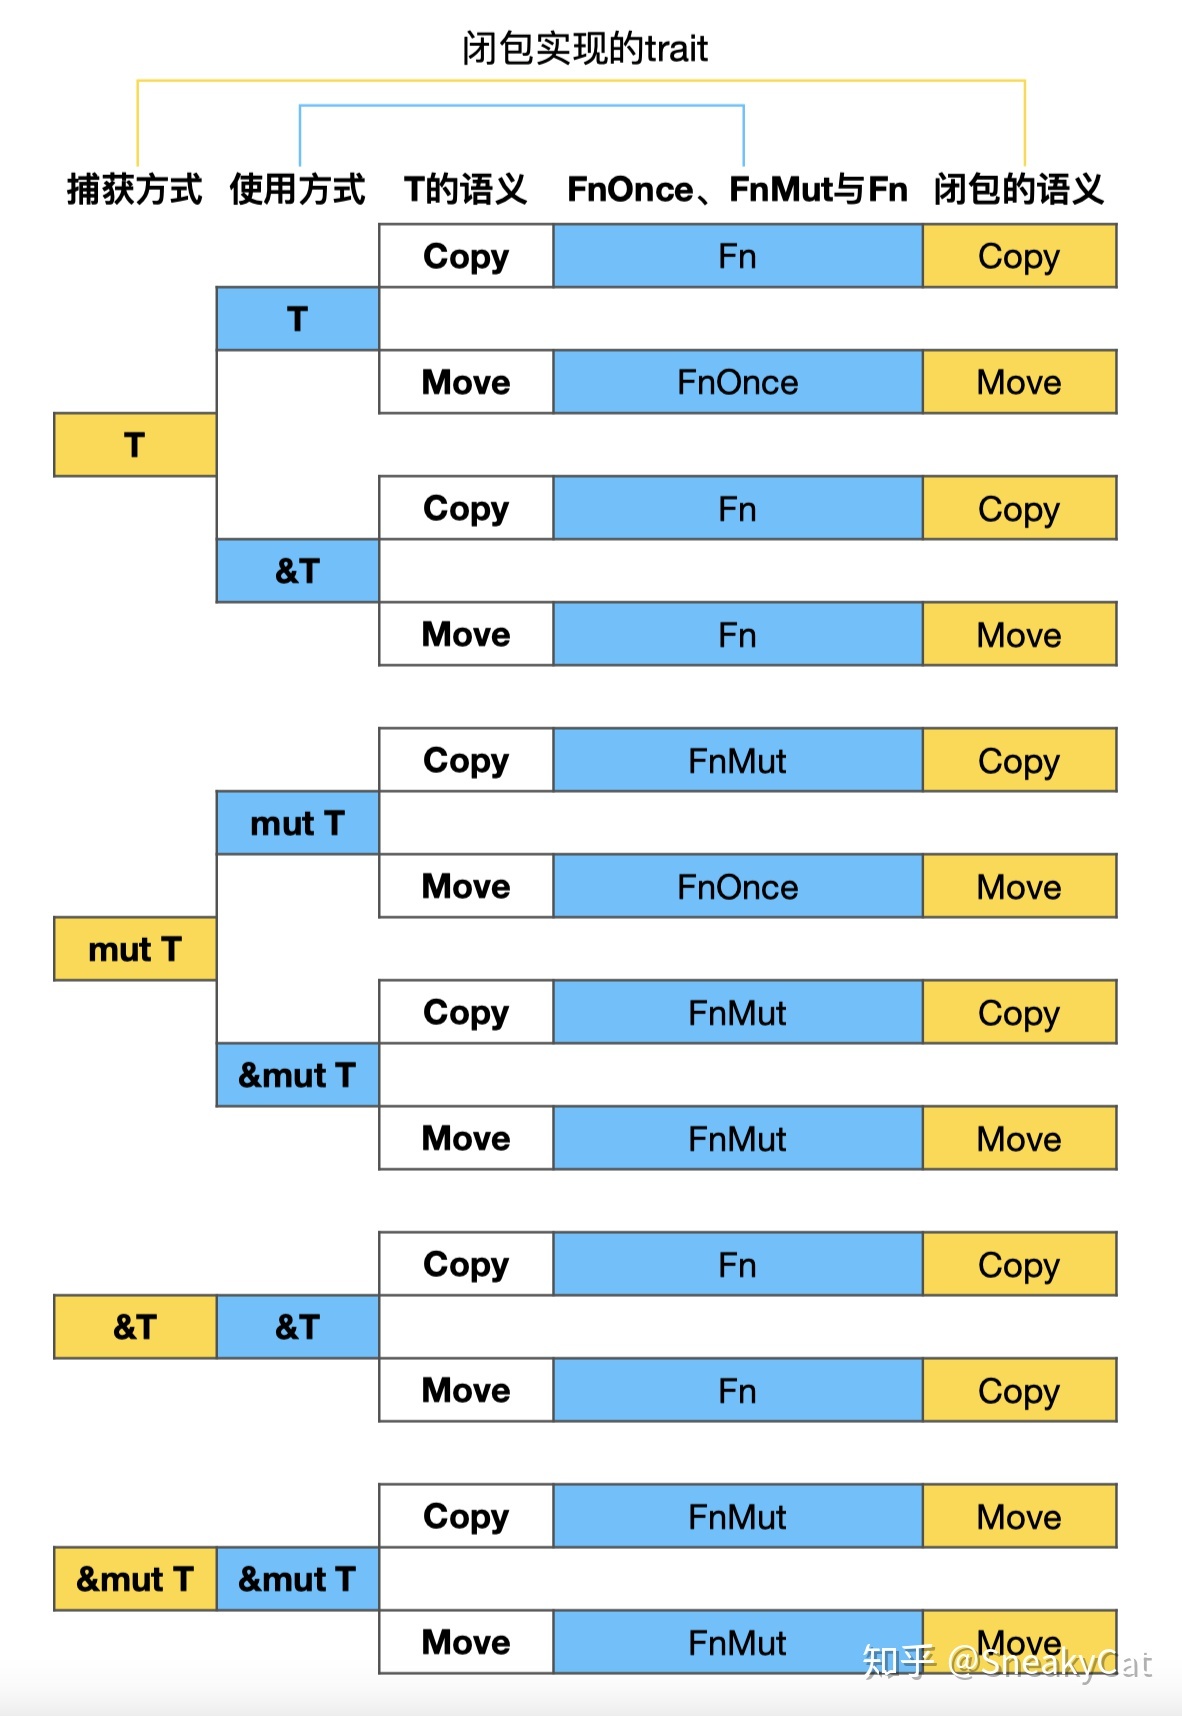 闭包实现的trait
捕获方式 使用方式 T的语义 FnOnce、FnMut与Fn 闭包的语义
Copy Fn Copy
T
Move FnOnce Move
T
Copy Fn Copy
&T
Move Fn Move
Copy FnMut Copy
mut T
Move FnOnce Move
mut T
Copy FnMut Copy
&mut T
Move FnMut Move
Copy Fn Copy
&T &T
Move Fn Copy
Copy FnMut Move
&mut T &mut T
Move FnMut Move
知乎 @SneakyCat